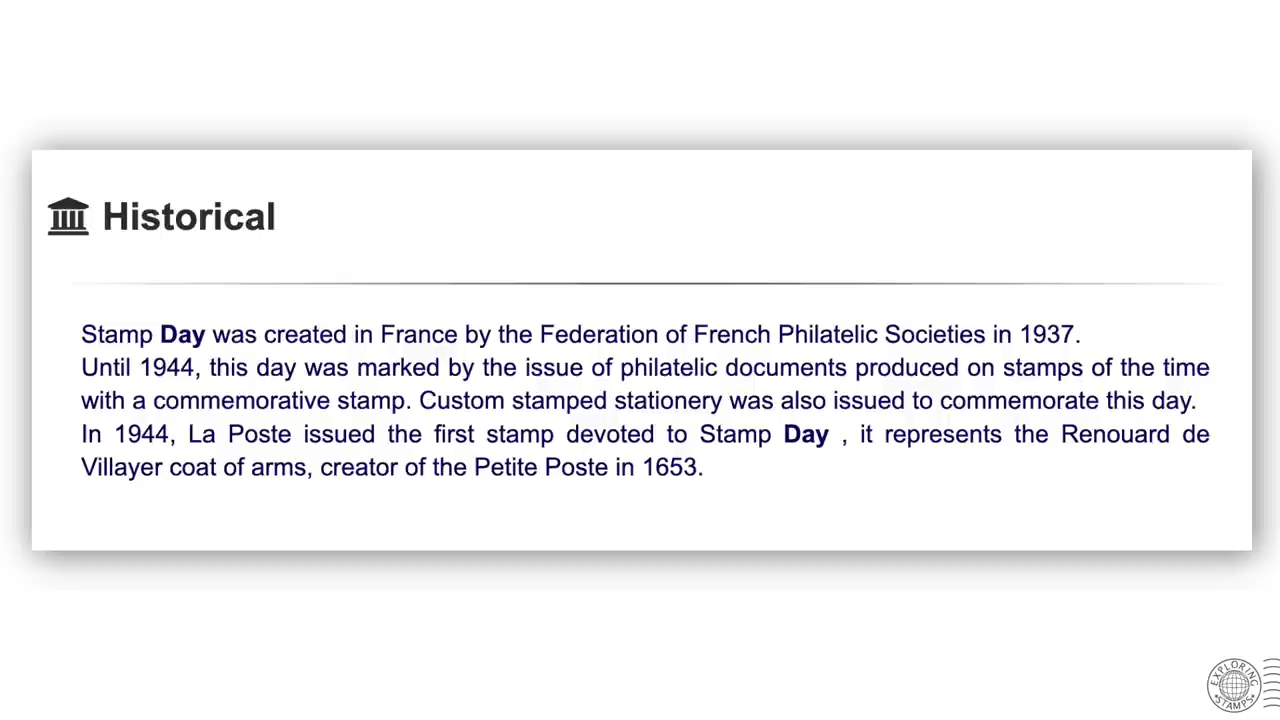 Historical
Stamp Day was created in France by the Federation of French Philatelic Societies in 1937.
Until 1944, this day was marked by the issue of philatelic documents produced on stamps of the time
with a commemorative stamp. Custom stamped stationery was also issued to commemorate this day.
In 1944, La Poste issued the first stamp devoted to Stamp Day , it represents the Renouard de
Villayer coat of arms, creator of the Petite Poste in 1653.
EXPLORING
STAMPS